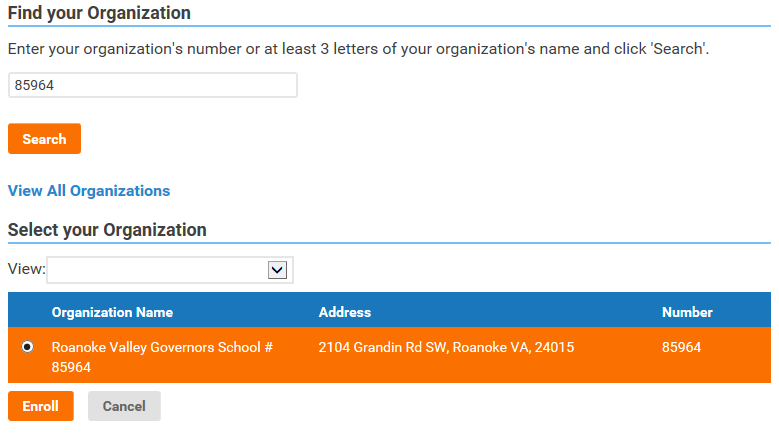 Find your Organization
Enter your organization's number or at least 3 letters of your organization's name and click 'Search'.
85964
Search
View All Organizations
Select your Organization
View:
Organization Name Address Number
Roanoke Valley Governors School # 2104 Grandin Rd SW, Roanoke VA, 24015 85964
85964
Enroll Cancel